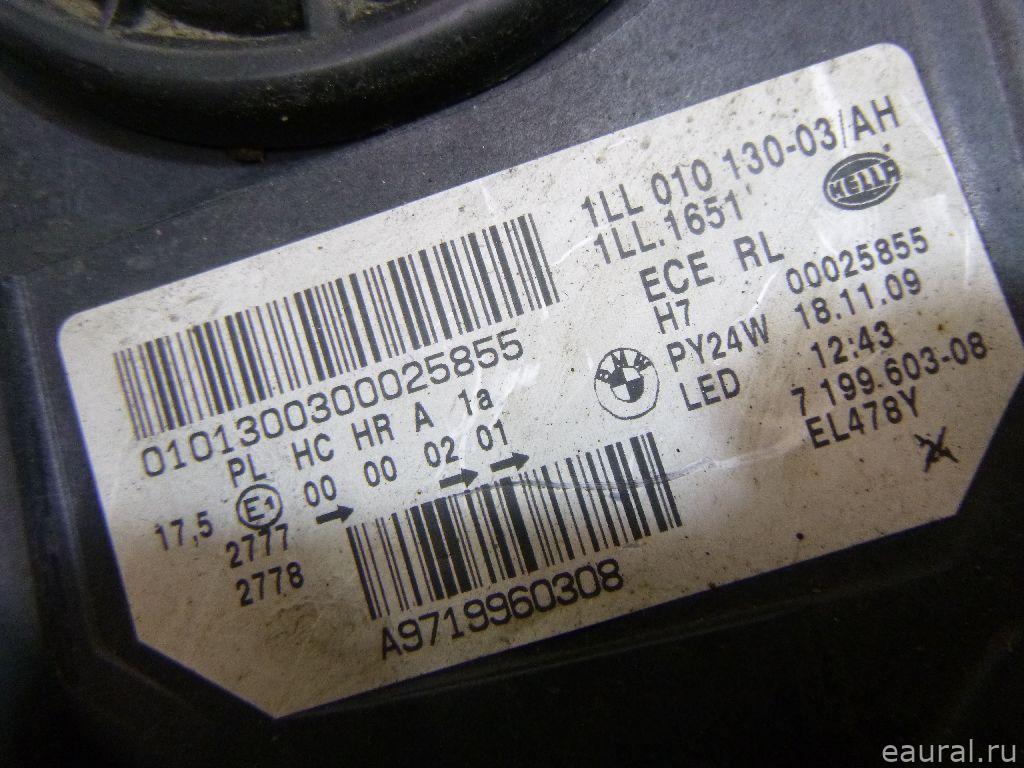 1LL 010 130-03/AH
1LL.1651
HELLA
ECE RL
00025855
H7
18.11.09
BMW
PY24W
12:43
LED
7 199.603-08
EL478Y
0101300300025855
PL HC HR A 1a
17,5 E1 00 00 02 01
2777
2778
A9719960308
eaural.ru